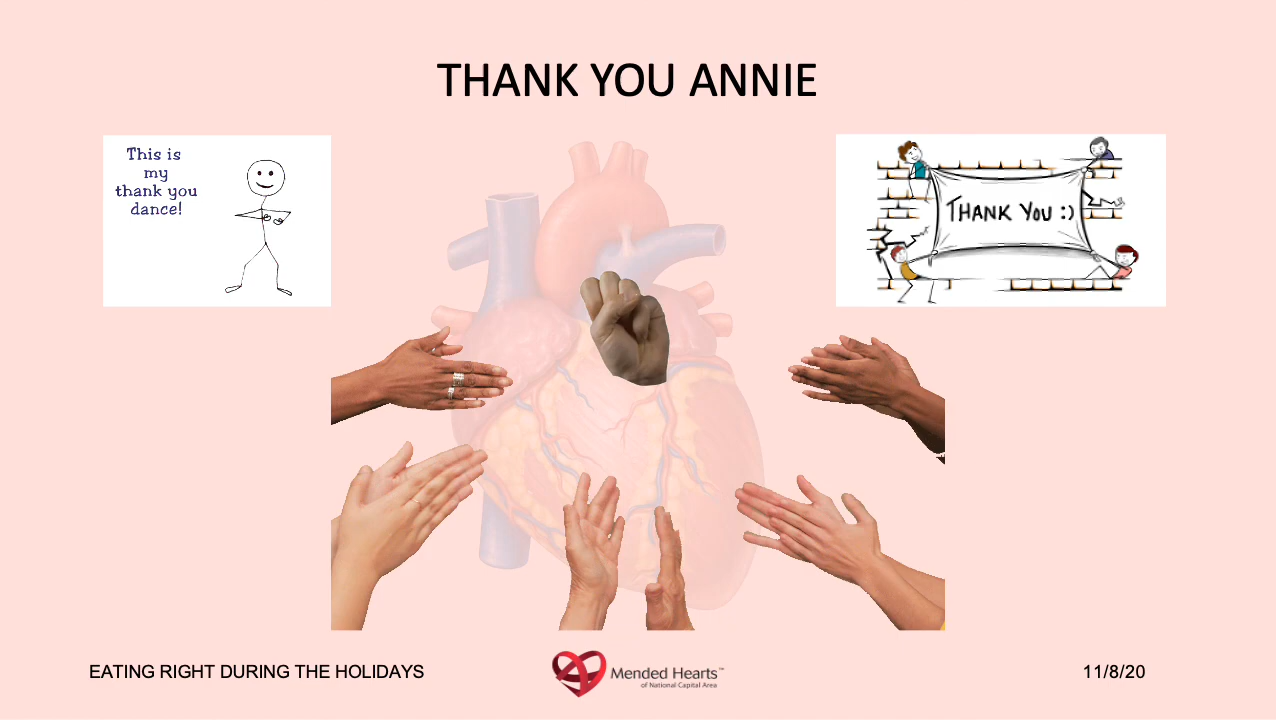 THANK YOU ANNIE
This is
my
thank you
dance!
THANK YOU :)
EATING RIGHT DURING THE HOLIDAYS
Mended Hearts™
of National Capital Area
11/8/20